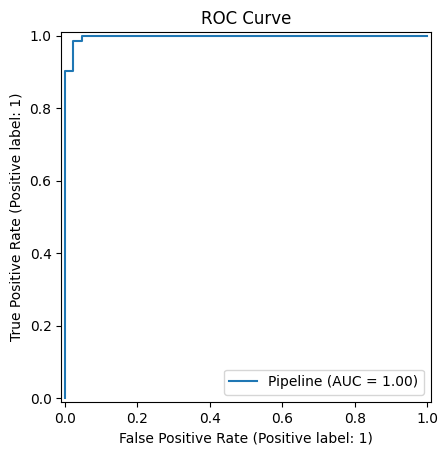 ROC Curve
1.0
0.8
0.6
0.4
0.2
0.0
True Positive Rate (Positive label: 1)
Pipeline (AUC = 1.00)
0.0 0.2 0.4 0.6 0.8 1.0
False Positive Rate (Positive label: 1)